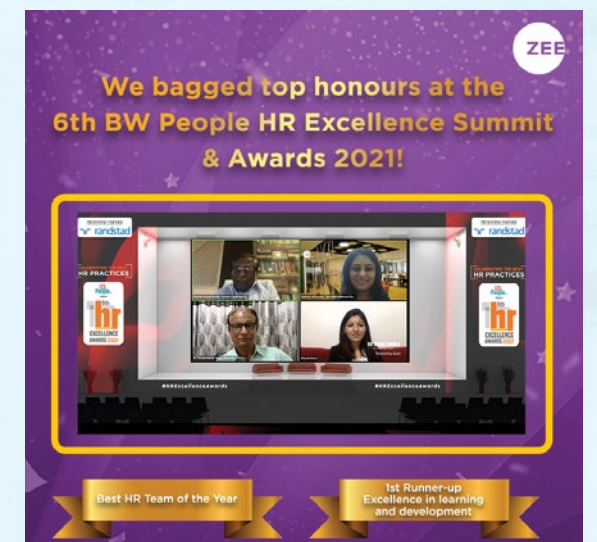 ZEE
We bagged top honours at the
6th BW People HR Excellence Summit
& Awards 2021!
randstad
randstad
HR PRACTICES
HR PRACTICES
People
hr
EXCELLENCE
AWARDS 2021
hr
EXCELLENCE
AWARDS 2021
#HRExcellenceAwards
#HRExcellenceAwards
Best HR Team of the Year
1st Runner-up
Excellence in learning
and development